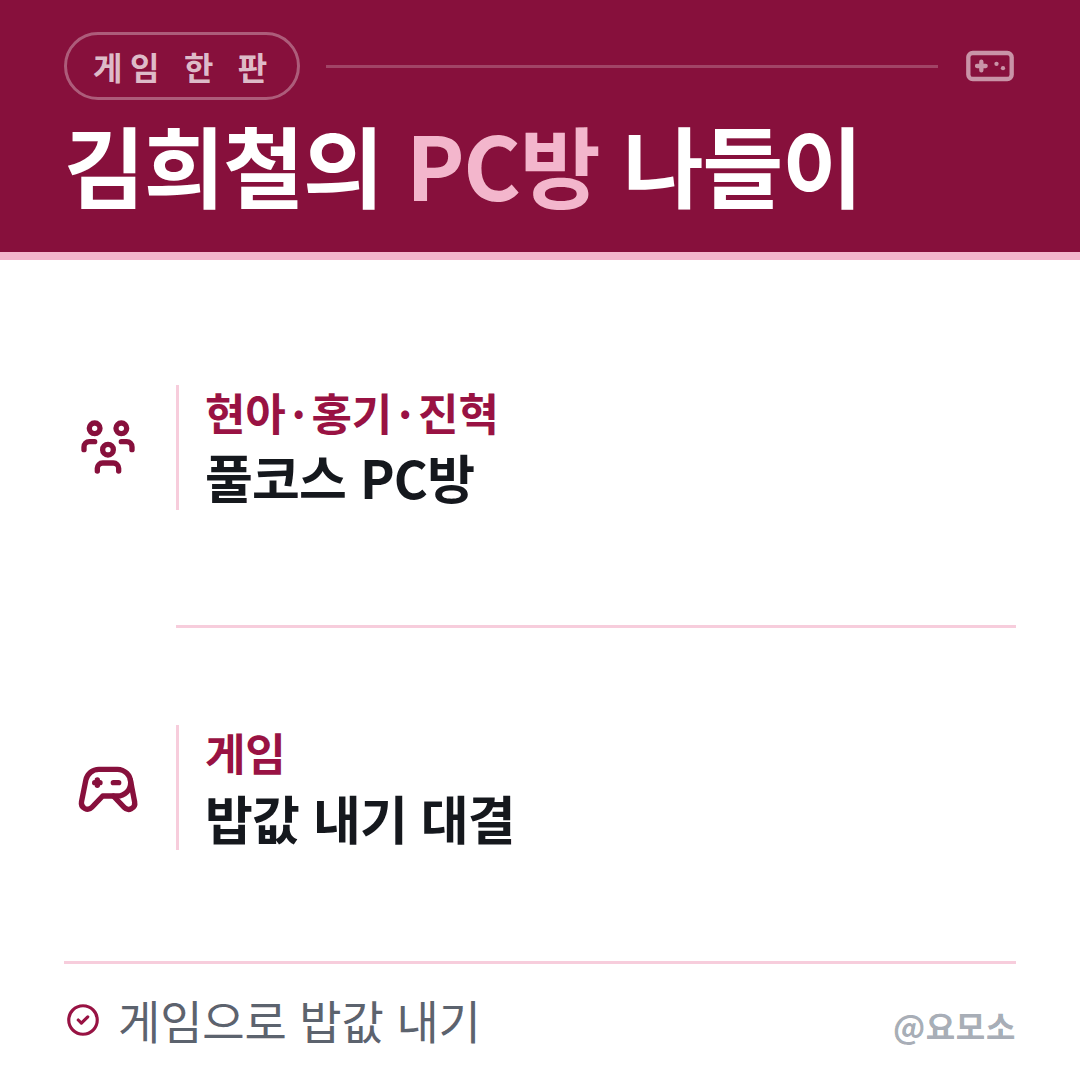 게임 한 판
김희철의 PC방 나들이
현아·홍기·진혁
풀코스 PC방
게임
밥값 내기 대결
게임으로 밥값 내기
@요모소